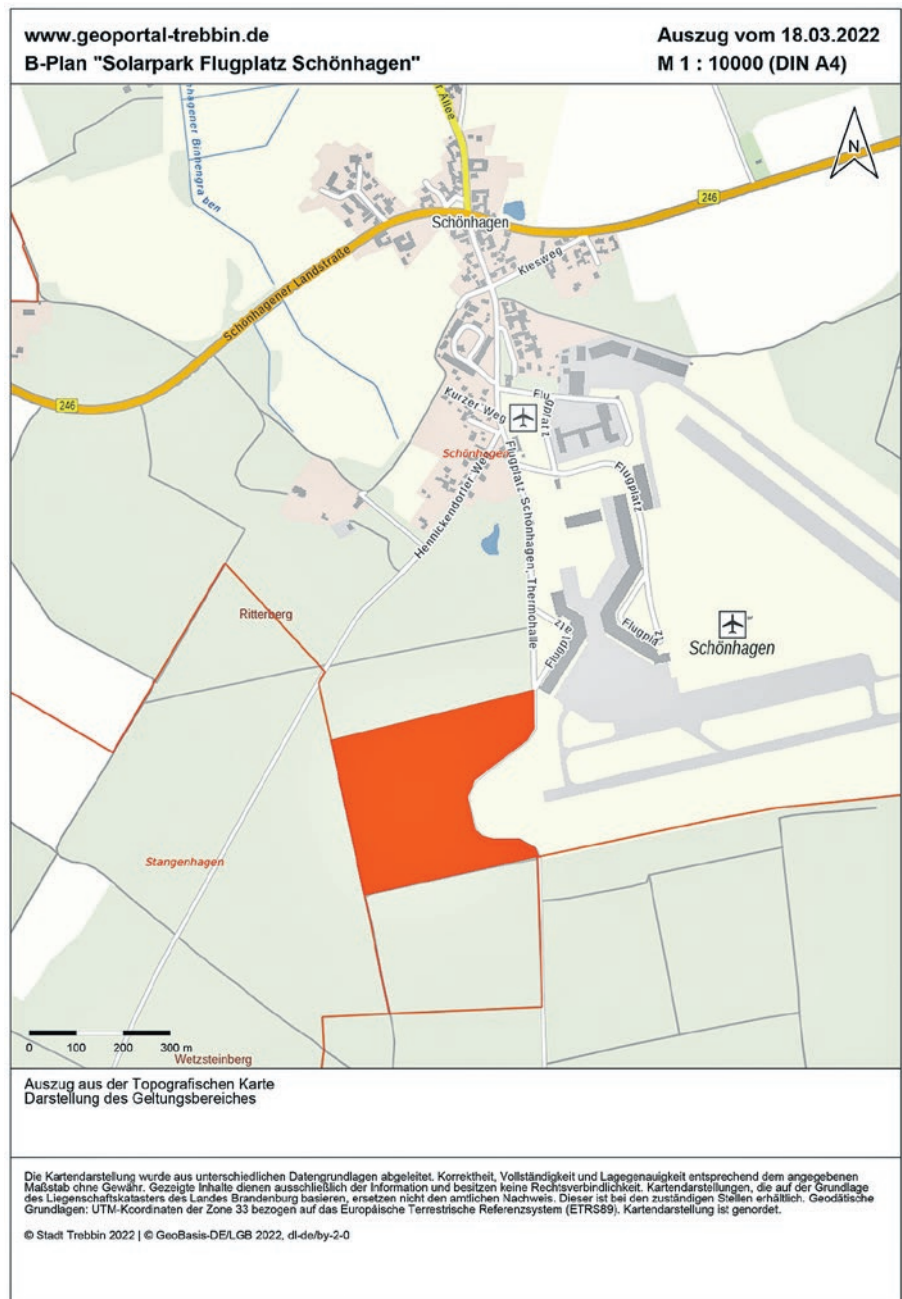 www.geoportal-trebbin.de
Auszug vom 18.03.2022
B-Plan "Solarpark Flugplatz Schönhagen"
M 1 : 10000 (DIN A4)
Allee
hagener Binnengraben
N
246
Schönhagen
Kiesweg
Schönhagener Landstraße
246
Kurzer Weg
Flugplatz
Schönhagen
Flugplatz
Hennickendorfer Weg
Flugplatz Schönhagen, Thermohalle
Ritterberg
Flugplatz
Flugplatz
Schönhagen
Stangenhagen
0 100 200 300 m
Wetzsteinberg
Auszug aus der Topografischen Karte
Darstellung des Geltungsbereiches
Die Kartendarstellung wurde aus unterschiedlichen Datengrundlagen abgeleitet. Korrektheit, Vollständigkeit und Lagegenauigkeit entsprechend dem angegebenen
Maßstab ohne Gewähr. Gezeigte Inhalte dienen ausschließlich der Information und besitzen keine Rechtsverbindlichkeit. Kartendarstellungen, die auf der Grundlage
des Liegenschaftskatasters des Landes Brandenburg basieren, ersetzen nicht den amtlichen Nachweis. Dieser ist bei den zuständigen Stellen erhältlich. Geodätische
Grundlagen: UTM-Koordinaten der Zone 33 bezogen auf das Europäische Terrestrische Referenzsystem (ETRS89). Kartendarstellung ist genordet.
© Stadt Trebbin 2022 | © GeoBasis-DE/LGB 2022, dl-de/by-2-0